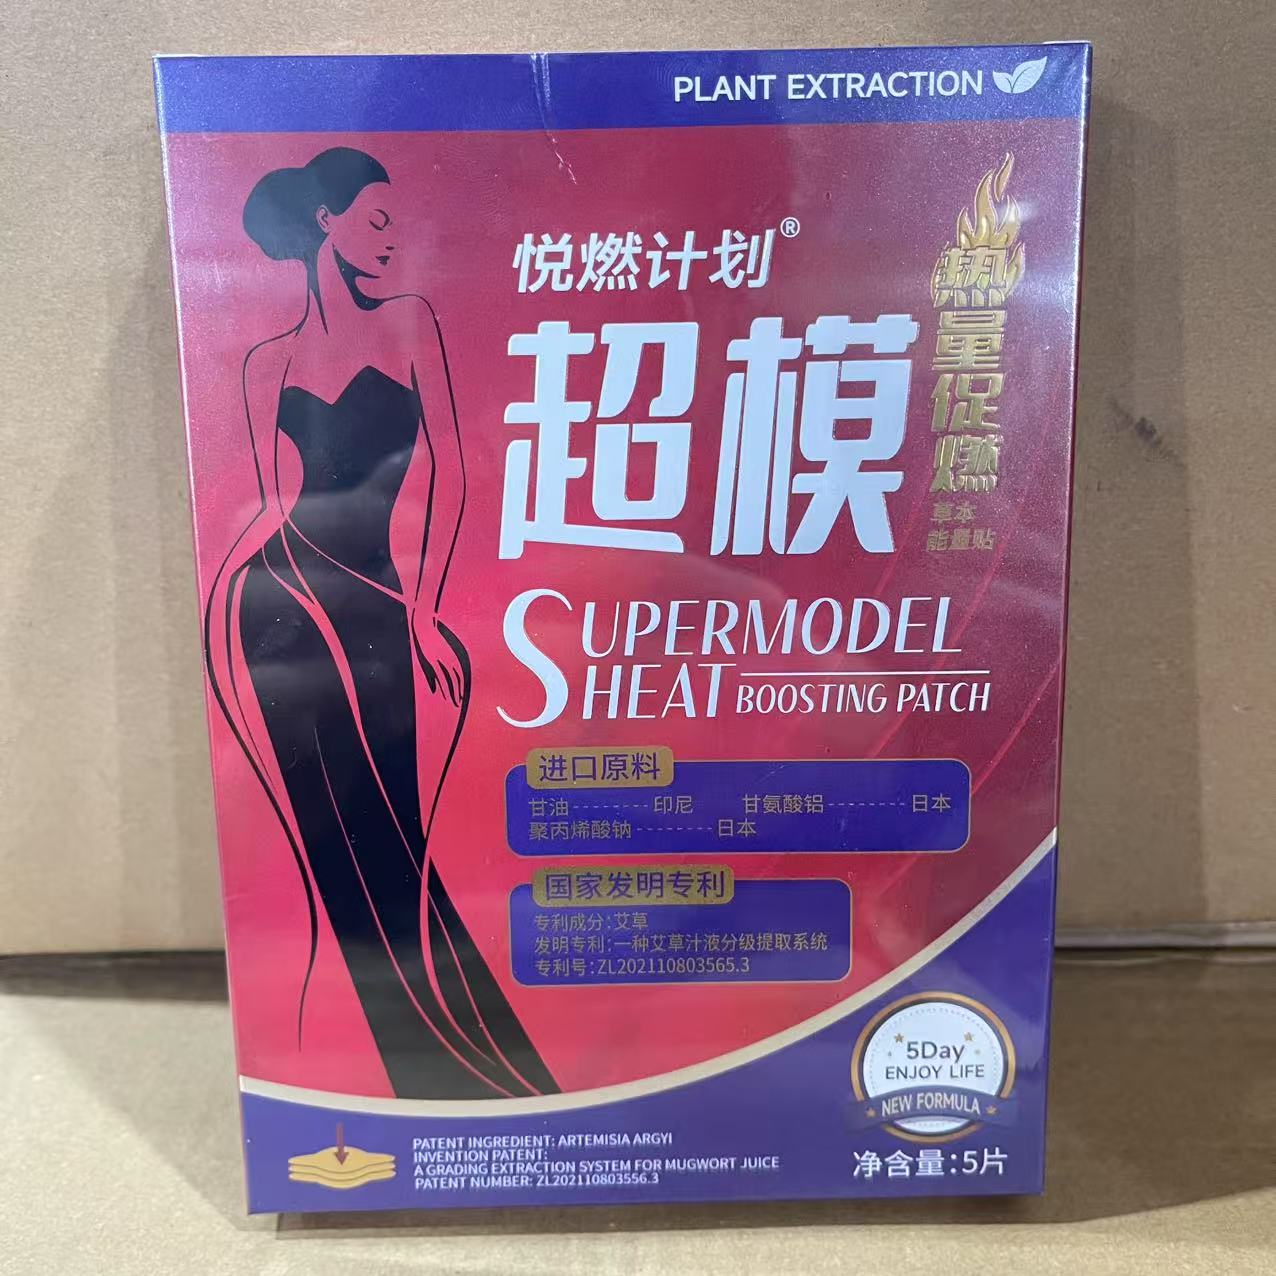 PLANT EXTRACTION
悦燃计划®
超模
热量促燃
草本
能量贴
SUPERMODEL
SHEAT BOOSTING PATCH
进口原料
甘油--------印尼 甘氨酸铝--------日本
聚丙烯酸钠--------日本
国家发明专利
专利成分:艾草
发明专利:一种艾草汁液分级提取系统
专利号:ZL202110803565.3
5Day
ENJOY LIFE
NEW FORMULA
PATENT INGREDIENT: ARTEMISIA ARGYI
INVENTION PATENT:
A GRADING EXTRACTION SYSTEM FOR MUGWORT JUICE
PATENT NUMBER: ZL202110803556.3
净含量:5片